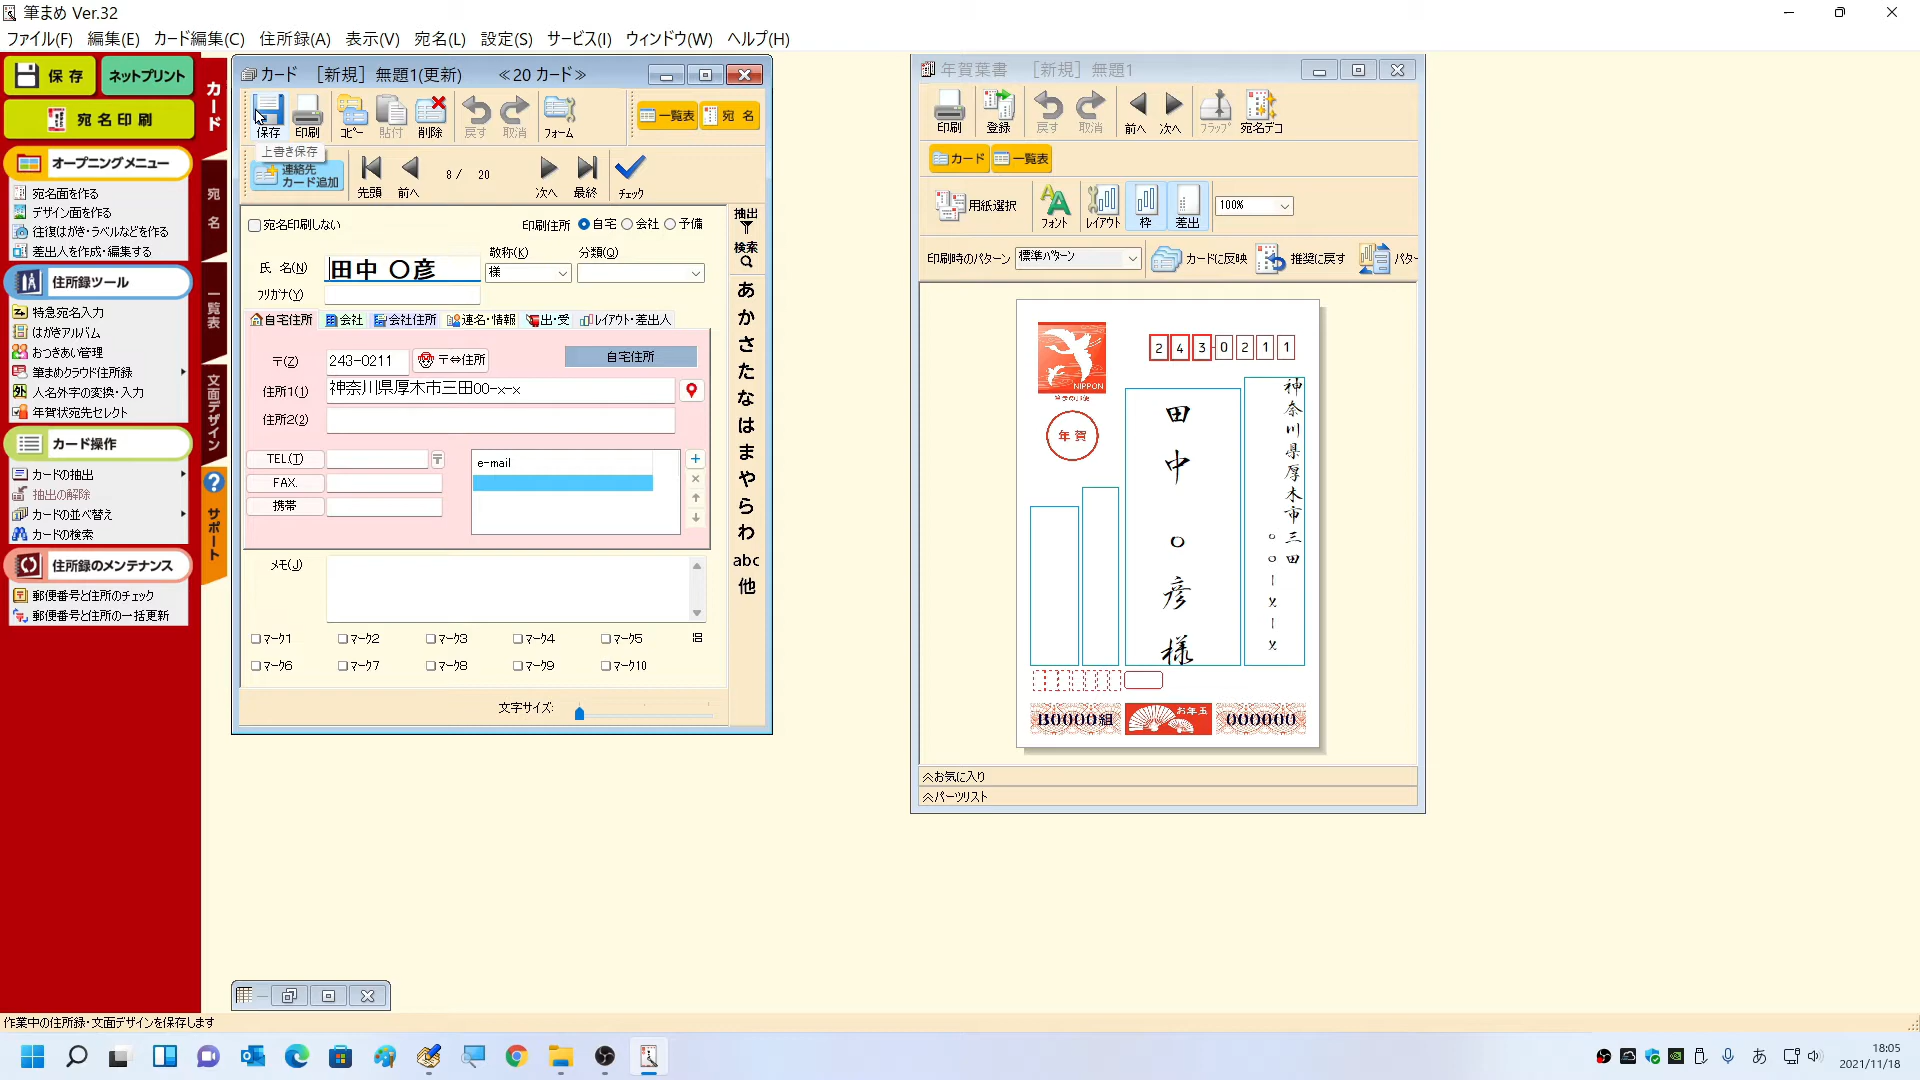 筆まめ Ver.32
ファイル(F) 編集(E) カード編集(C) 住所録(A) 表示(V) 宛名(L) 設定(S) サービス(I) ウィンドウ(W) ヘルプ(H)
保 存
ネットプリント
宛 名 印 刷
オープニングメニュー
宛名面を作る
デザイン面を作る
往復はがき・ラベルなどを作る
差出人を作成・編集する
住所録ツール
特急宛名入力
はがきアルバム
おつきあい管理
筆まめクラウド住所録
人名外字の変換・入力
年賀状宛先セレクト
カード操作
カードの抽出
抽出の解除
カードの並べ替え
カードの検索
住所録のメンテナンス
郵便番号と住所のチェック
郵便番号と住所の一括更新
カード
宛名
一覧表
文面デザイン
サポート
カード [新規] 無題1(更新) ≪20 カード≫
保存 印刷 コピー 貼付 削除 戻す 取消 フォーム 一覧表 宛 名
上書き保存
連絡先
カード追加
先頭 前へ 8 / 20 次へ 最終 チェック
宛名印刷しない 印刷住所 自宅 会社 予備
敬称(K) 分類(Q)
氏 名(N) 田中 〇彦 様
フリガナ(Y)
自宅住所 会社 会社住所 連名・情報 出・受 レイアウト・差出人
〒(Z) 243-0211 〒⇔住所 自宅住所
住所1(1) 神奈川県厚木市三田00-x-x
住所2(2)
TEL(T)
FAX.
携帯
e-mail
メモ(J)
マーク1 マーク2 マーク3 マーク4 マーク5
マーク6 マーク7 マーク8 マーク9 マーク10
文字サイズ:
抽出
検索
あ
か
さ
た
な
は
ま
や
ら
わ
abc
他
年賀葉書 [新規] 無題1
印刷 登録 戻す 取消 前へ 次へ フラップ 宛名デコ
カード 一覧表
用紙選択 フォント レイアウト 枠 差出 100%
印刷時のパターン 標準パターン カードに反映 推奨に戻す パター
NIPPON
年賀
2 4 3 0 2 1 1
神奈川県厚木市三田
〇〇-x-x
田中〇彦様
B0000組 お年玉 000000
お気に入り
パーツリスト
作業中の住所録・文面デザインを保存します
あ
18:05
2021/11/18